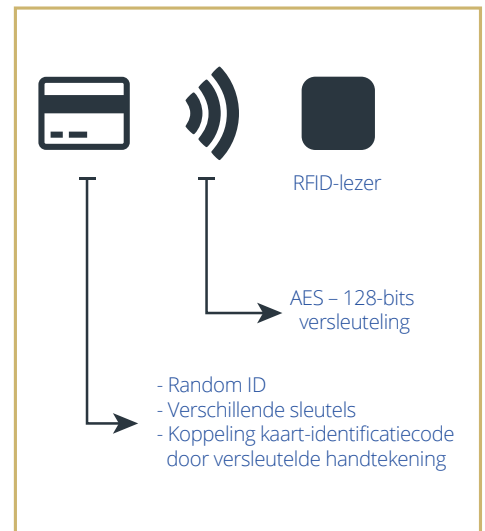 RFID-lezer
AES – 128-bits
versleuteling
- Random ID
- Verschillende sleutels
- Koppeling kaart-identificatiecode
door versleutelde handtekening